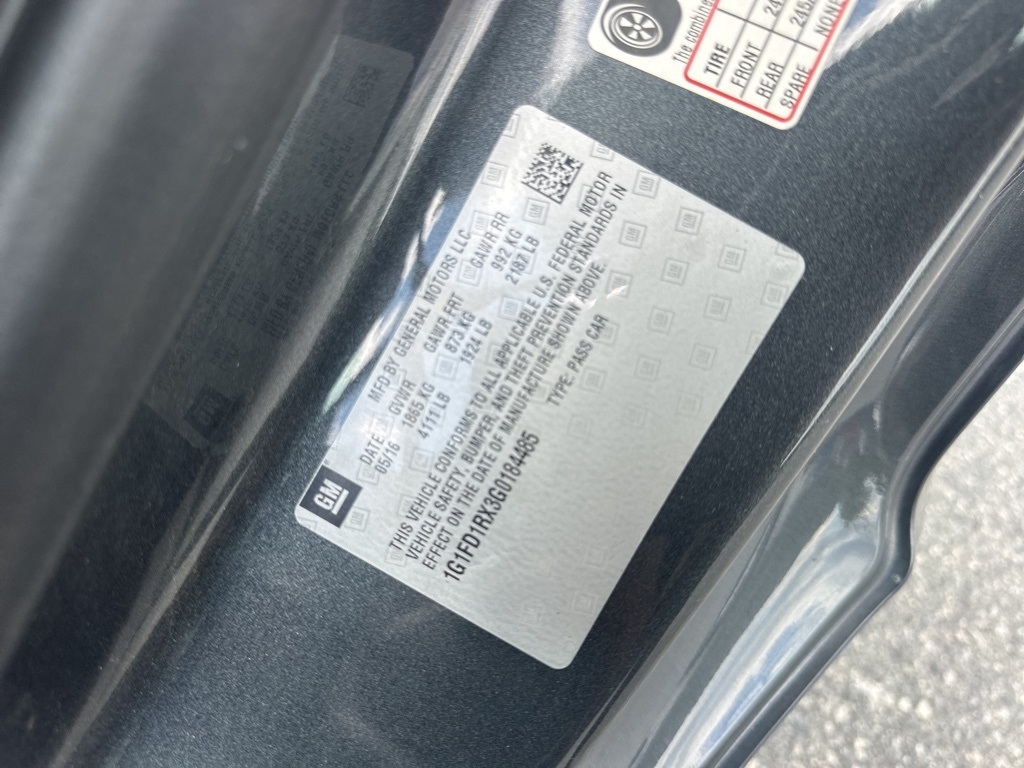 The combine
TIRE
FRONT
REAR
SPARE
NONE
GM
MFD BY GENERAL MOTORS LLC
DATE GVWR GAWR FRT GAWR RR
05/16 1865 KG 873 KG 992 KG
4111 LB 1924 LB 2187 LB
THIS VEHICLE CONFORMS TO ALL APPLICABLE U.S. FEDERAL MOTOR
VEHICLE SAFETY, BUMPER, AND THEFT PREVENTION STANDARDS IN
EFFECT ON THE DATE OF MANUFACTURE SHOWN ABOVE.
1G1FD1RX3G0184485 TYPE: PASS CAR